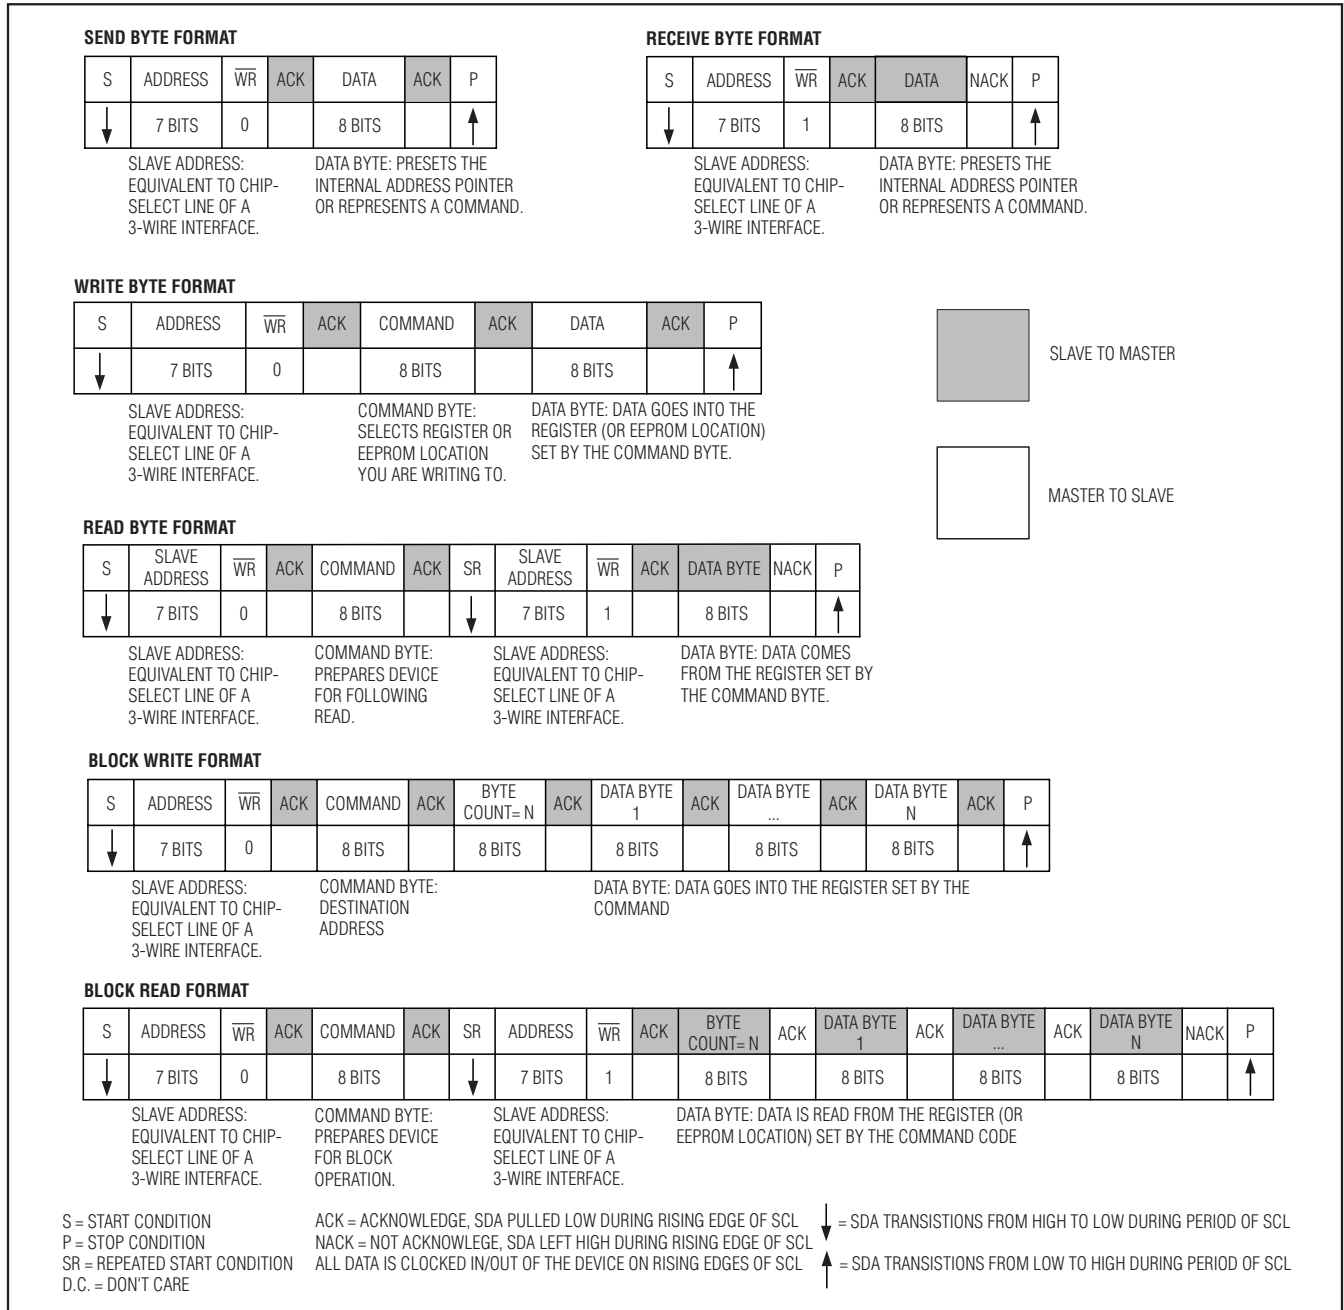 SEND BYTE FORMAT
S ADDRESS WR ACK DATA ACK P
7 BITS 0 8 BITS
SLAVE ADDRESS:
EQUIVALENT TO CHIP-
SELECT LINE OF A
3-WIRE INTERFACE.
DATA BYTE: PRESETS THE
INTERNAL ADDRESS POINTER
OR REPRESENTS A COMMAND.
RECEIVE BYTE FORMAT
S ADDRESS WR ACK DATA NACK P
7 BITS 1 8 BITS
SLAVE ADDRESS:
EQUIVALENT TO CHIP-
SELECT LINE OF A
3-WIRE INTERFACE.
DATA BYTE: PRESETS THE
INTERNAL ADDRESS POINTER
OR REPRESENTS A COMMAND.
WRITE BYTE FORMAT
S ADDRESS WR ACK COMMAND ACK DATA ACK P
7 BITS 0 8 BITS 8 BITS
SLAVE ADDRESS:
EQUIVALENT TO CHIP-
SELECT LINE OF A
3-WIRE INTERFACE.
COMMAND BYTE:
SELECTS REGISTER OR
EEPROM LOCATION
YOU ARE WRITING TO.
DATA BYTE: DATA GOES INTO THE
REGISTER (OR EEPROM LOCATION)
SET BY THE COMMAND BYTE.
SLAVE TO MASTER
MASTER TO SLAVE
READ BYTE FORMAT
S SLAVE ADDRESS WR ACK COMMAND ACK SR SLAVE ADDRESS WR ACK DATA BYTE NACK P
7 BITS 0 8 BITS 7 BITS 1 8 BITS
SLAVE ADDRESS:
EQUIVALENT TO CHIP-
SELECT LINE OF A
3-WIRE INTERFACE.
COMMAND BYTE:
PREPARES DEVICE
FOR FOLLOWING
READ.
SLAVE ADDRESS:
EQUIVALENT TO CHIP-
SELECT LINE OF A
3-WIRE INTERFACE.
DATA BYTE: DATA COMES
FROM THE REGISTER SET BY
THE COMMAND BYTE.
BLOCK WRITE FORMAT
S ADDRESS WR ACK COMMAND ACK BYTE COUNT= N ACK DATA BYTE 1 ACK DATA BYTE ... ACK DATA BYTE N ACK P
7 BITS 0 8 BITS 8 BITS 8 BITS 8 BITS 8 BITS
SLAVE ADDRESS:
EQUIVALENT TO CHIP-
SELECT LINE OF A
3-WIRE INTERFACE.
COMMAND BYTE:
DESTINATION
ADDRESS
DATA BYTE: DATA GOES INTO THE REGISTER SET BY THE
COMMAND
BLOCK READ FORMAT
S ADDRESS WR ACK COMMAND ACK SR ADDRESS WR ACK BYTE COUNT= N ACK DATA BYTE 1 ACK DATA BYTE ... ACK DATA BYTE N NACK P
7 BITS 0 8 BITS 7 BITS 1 8 BITS 8 BITS 8 BITS 8 BITS
SLAVE ADDRESS:
EQUIVALENT TO CHIP-
SELECT LINE OF A
3-WIRE INTERFACE.
COMMAND BYTE:
PREPARES DEVICE
FOR BLOCK
OPERATION.
SLAVE ADDRESS:
EQUIVALENT TO CHIP-
SELECT LINE OF A
3-WIRE INTERFACE.
DATA BYTE: DATA IS READ FROM THE REGISTER (OR
EEPROM LOCATION) SET BY THE COMMAND CODE
S = START CONDITION
P = STOP CONDITION
SR = REPEATED START CONDITION
D.C. = DON'T CARE
ACK = ACKNOWLEDGE, SDA PULLED LOW DURING RISING EDGE OF SCL
NACK = NOT ACKNOWLEGE, SDA LEFT HIGH DURING RISING EDGE OF SCL
ALL DATA IS CLOCKED IN/OUT OF THE DEVICE ON RISING EDGES OF SCL
= SDA TRANSISTIONS FROM HIGH TO LOW DURING PERIOD OF SCL
= SDA TRANSISTIONS FROM LOW TO HIGH DURING PERIOD OF SCL